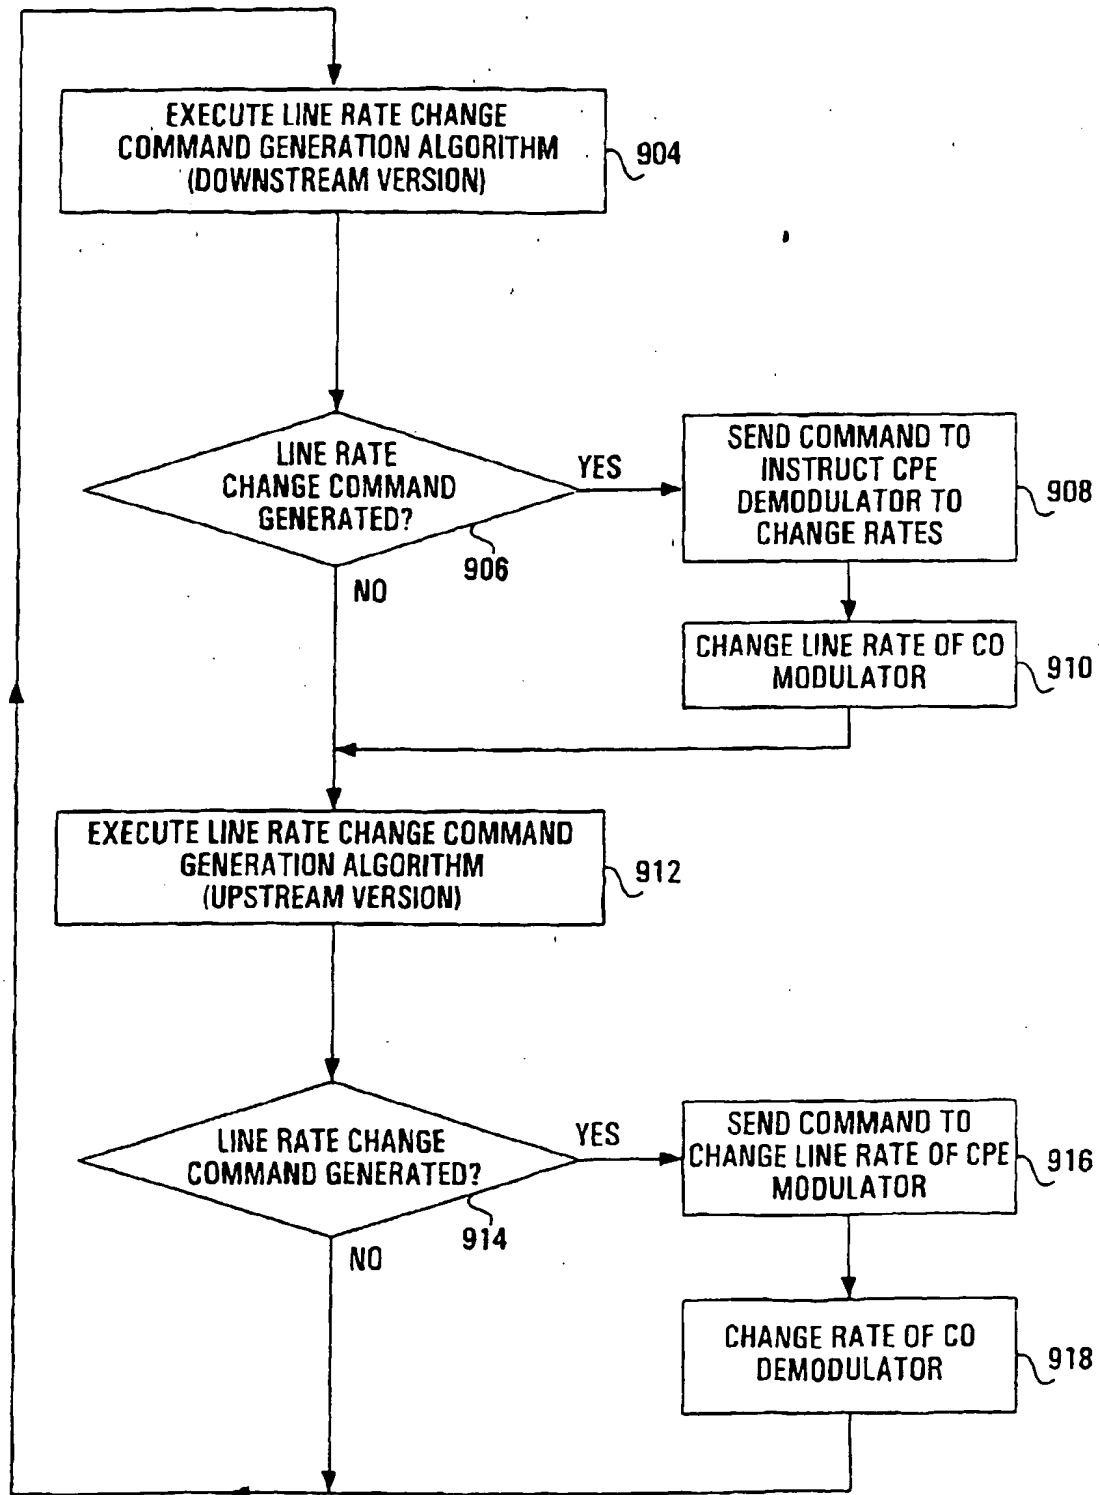 EXECUTE LINE RATE CHANGE
COMMAND GENERATION ALGORITHM
(DOWNSTREAM VERSION)
904
LINE RATE
CHANGE COMMAND
GENERATED?
906
YES
NO
SEND COMMAND TO
INSTRUCT CPE
DEMODULATOR TO
CHANGE RATES
908
CHANGE LINE RATE OF CO
MODULATOR
910
EXECUTE LINE RATE CHANGE COMMAND
GENERATION ALGORITHM
(UPSTREAM VERSION)
912
LINE RATE CHANGE
COMMAND GENERATED?
914
YES
NO
SEND COMMAND TO
CHANGE LINE RATE OF CPE
MODULATOR
916
CHANGE RATE OF CO
DEMODULATOR
918